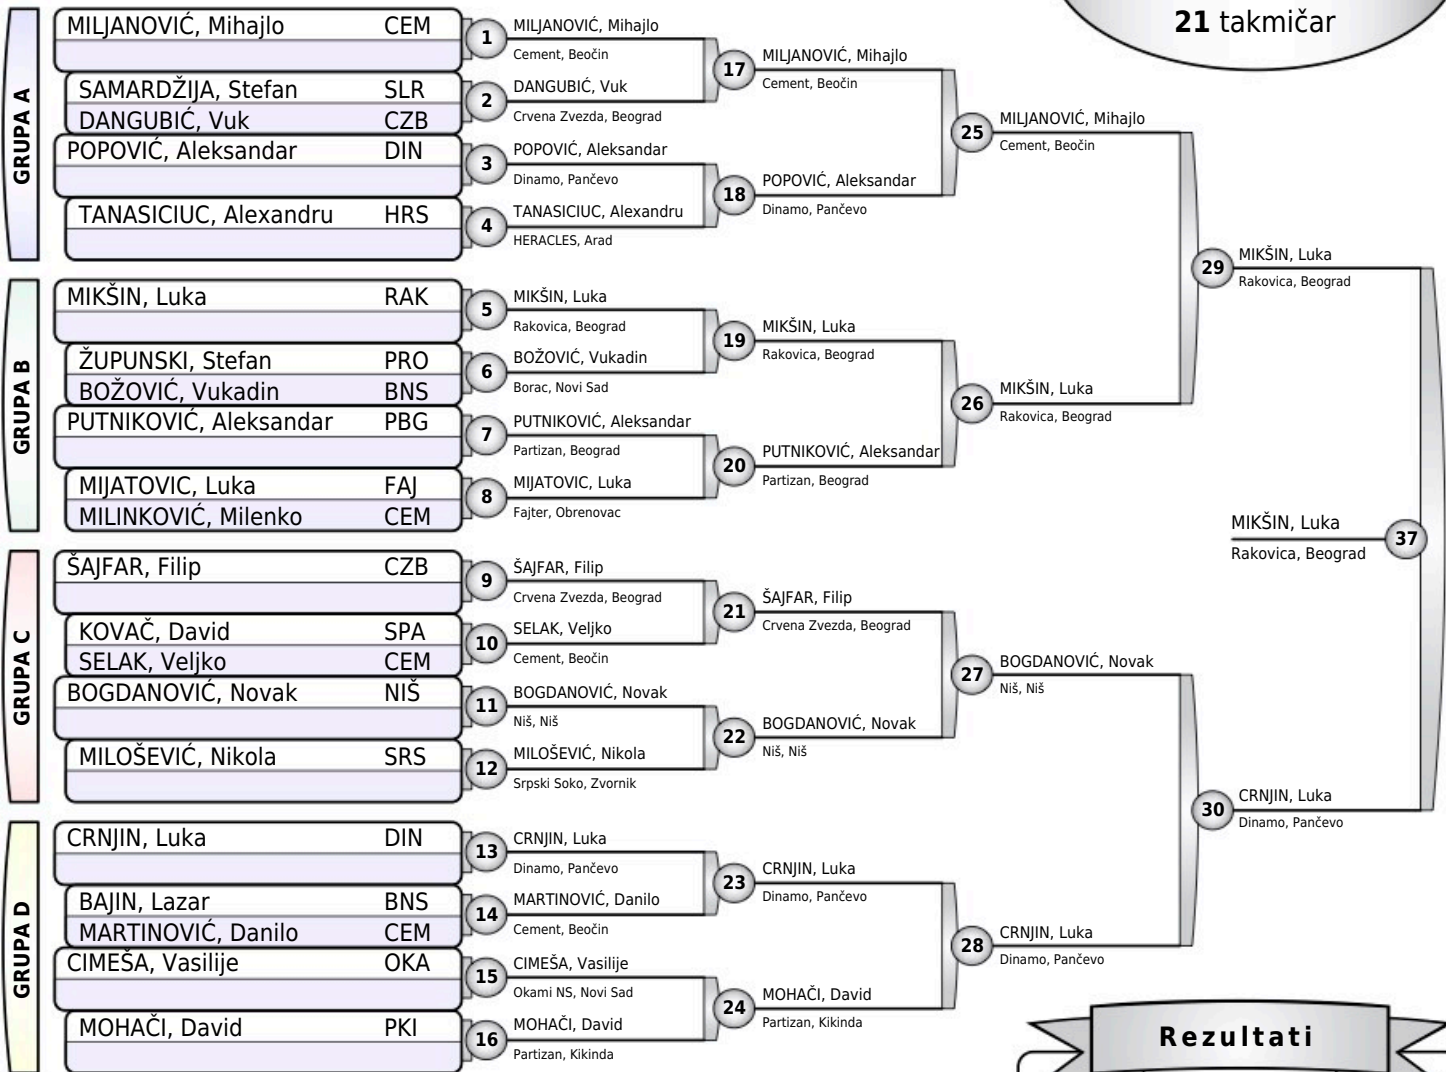 21 takmičar
GRUPA A
MILJANOVIĆ, Mihajlo CEM
SAMARDŽIJA, Stefan SLR
DANGUBIĆ, Vuk CZB
POPOVIĆ, Aleksandar DIN
TANASICIUC, Alexandru HRS
GRUPA B
MIKŠIN, Luka RAK
ŽUPUNSKI, Stefan PRO
BOŽOVIĆ, Vukadin BNS
PUTNIKOVIĆ, Aleksandar PBG
MIJATOVIC, Luka FAJ
MILINKOVIĆ, Milenko CEM
GRUPA C
ŠAJFAR, Filip CZB
KOVAČ, David SPA
SELAK, Veljko CEM
BOGDANOVIĆ, Novak NIŠ
MILOŠEVIĆ, Nikola SRS
GRUPA D
CRNJIN, Luka DIN
BAJIN, Lazar BNS
MARTINOVIĆ, Danilo CEM
CIMEŠA, Vasilije OKA
MOHAČI, David PKI
1 MILJANOVIĆ, Mihajlo
Cement, Beočin
2 DANGUBIĆ, Vuk
Crvena Zvezda, Beograd
3 POPOVIĆ, Aleksandar
Dinamo, Pančevo
4 TANASICIUC, Alexandru
HERACLES, Arad
5 MIKŠIN, Luka
Rakovica, Beograd
6 BOŽOVIĆ, Vukadin
Borac, Novi Sad
7 PUTNIKOVIĆ, Aleksandar
Partizan, Beograd
8 MIJATOVIC, Luka
Fajter, Obrenovac
9 ŠAJFAR, Filip
Crvena Zvezda, Beograd
10 SELAK, Veljko
Cement, Beočin
11 BOGDANOVIĆ, Novak
Niš, Niš
12 MILOŠEVIĆ, Nikola
Srpski Soko, Zvornik
13 CRNJIN, Luka
Dinamo, Pančevo
14 MARTINOVIĆ, Danilo
Cement, Beočin
15 CIMEŠA, Vasilije
Okami NS, Novi Sad
16 MOHAČI, David
Partizan, Kikinda
17 MILJANOVIĆ, Mihajlo
Cement, Beočin
18 POPOVIĆ, Aleksandar
Dinamo, Pančevo
19 MIKŠIN, Luka
Rakovica, Beograd
20 PUTNIKOVIĆ, Aleksandar
Partizan, Beograd
21 ŠAJFAR, Filip
Crvena Zvezda, Beograd
22 BOGDANOVIĆ, Novak
Niš, Niš
23 CRNJIN, Luka
Dinamo, Pančevo
24 MOHAČI, David
Partizan, Kikinda
25 MILJANOVIĆ, Mihajlo
Cement, Beočin
26 MIKŠIN, Luka
Rakovica, Beograd
27 BOGDANOVIĆ, Novak
Niš, Niš
28 CRNJIN, Luka
Dinamo, Pančevo
29 MIKŠIN, Luka
Rakovica, Beograd
30 CRNJIN, Luka
Dinamo, Pančevo
MIKŠIN, Luka
Rakovica, Beograd 37
Rezultati